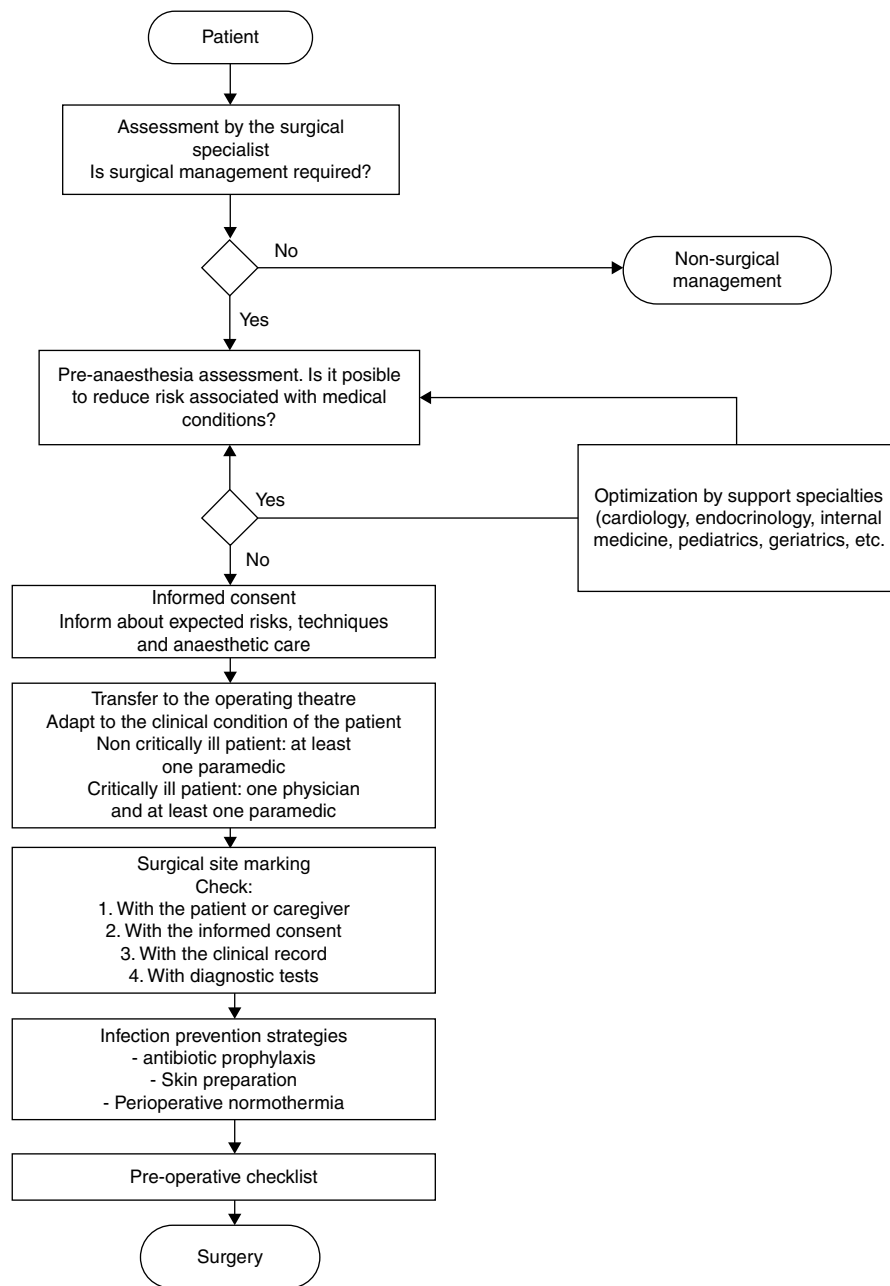 Patient
Assessment by the surgical
specialist
Is surgical management required?
No
Non-surgical
management
Yes
Pre-anaesthesia assessment. Is it posible
to reduce risk associated with medical
conditions?
Yes
Optimization by support specialties
(cardiology, endocrinology, internal
medicine, pediatrics, geriatrics, etc.
No
Informed consent
Inform about expected risks, techniques
and anaesthetic care
Transfer to the operating theatre
Adapt to the clinical condition of the patient
Non critically ill patient: at least
one paramedic
Critically ill patient: one physician
and at least one paramedic
Surgical site marking
Check:
1. With the patient or caregiver
2. With the informed consent
3. With the clinical record
4. With diagnostic tests
Infection prevention strategies
- antibiotic prophylaxis
- Skin preparation
- Perioperative normothermia
Pre-operative checklist
Surgery